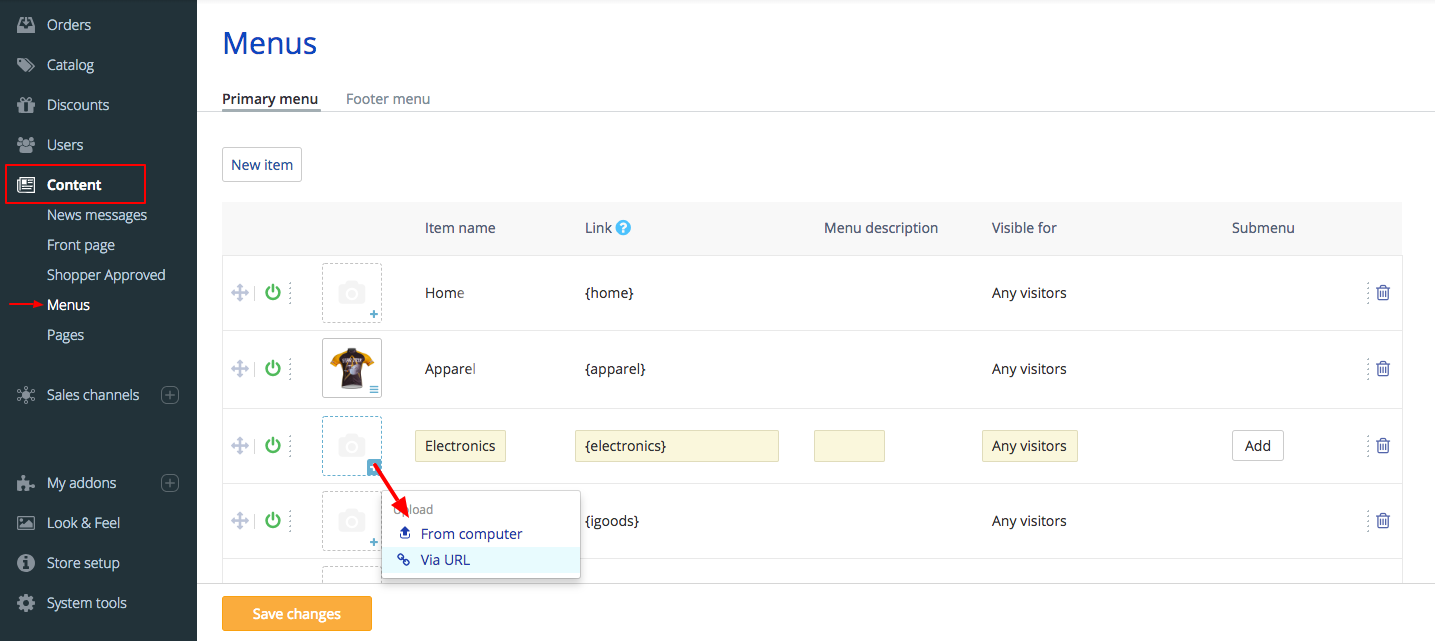 Orders
Catalog
Discounts
Users
Content
News messages
Front page
Shopper Approved
Menus
Pages
Sales channels
My addons
Look & Feel
Store setup
System tools
Menus
Primary menu Footer menu
New item
Item name Link ? Menu description Visible for Submenu
Home {home} Any visitors
Apparel {apparel} Any visitors
Electronics {electronics} Any visitors Add
{igoods} Any visitors
Upload
From computer
Via URL
Save changes